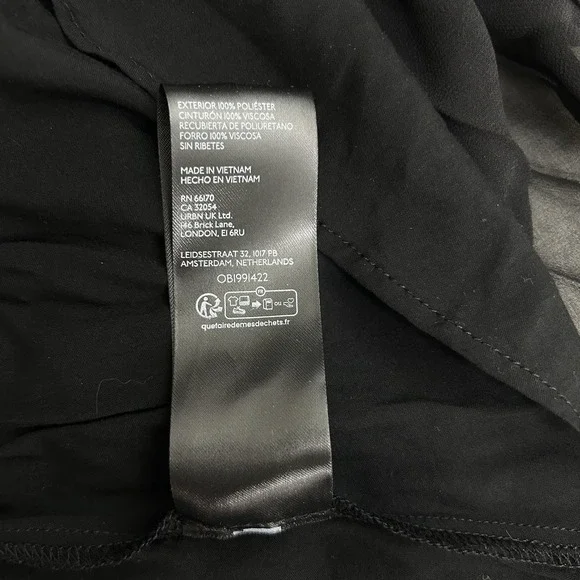 EXTERIOR 100% POLIÉSTER
CINTURÓN 100% VISCOSA
RECUBIERTA DE POLIURETANO
FORRO 100% VISCOSA
SIN RIBETES
MADE IN VIETNAM
HECHO EN VIETNAM
RN 66170
CA 32054
URBN UK Ltd.
146 Brick Lane,
LONDON, E1 6RU
LEIDSESTRAAT 32, 1017 PB
AMSTERDAM, NETHERLANDS
OB1991422
FR
OU
quefairedemesdechets.fr